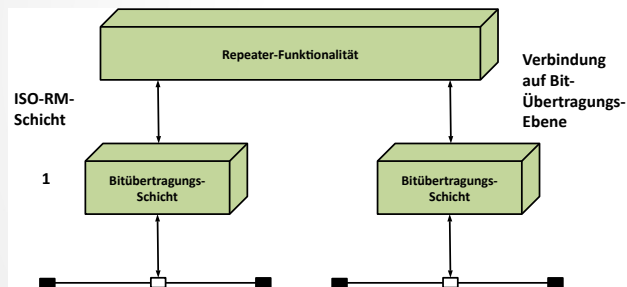 Repeater-Funktionalität
Verbindung
auf Bit-
Übertragungs-
Ebene
ISO-RM-
Schicht
1
Bitübertragungs-
Schicht
Bitübertragungs-
Schicht